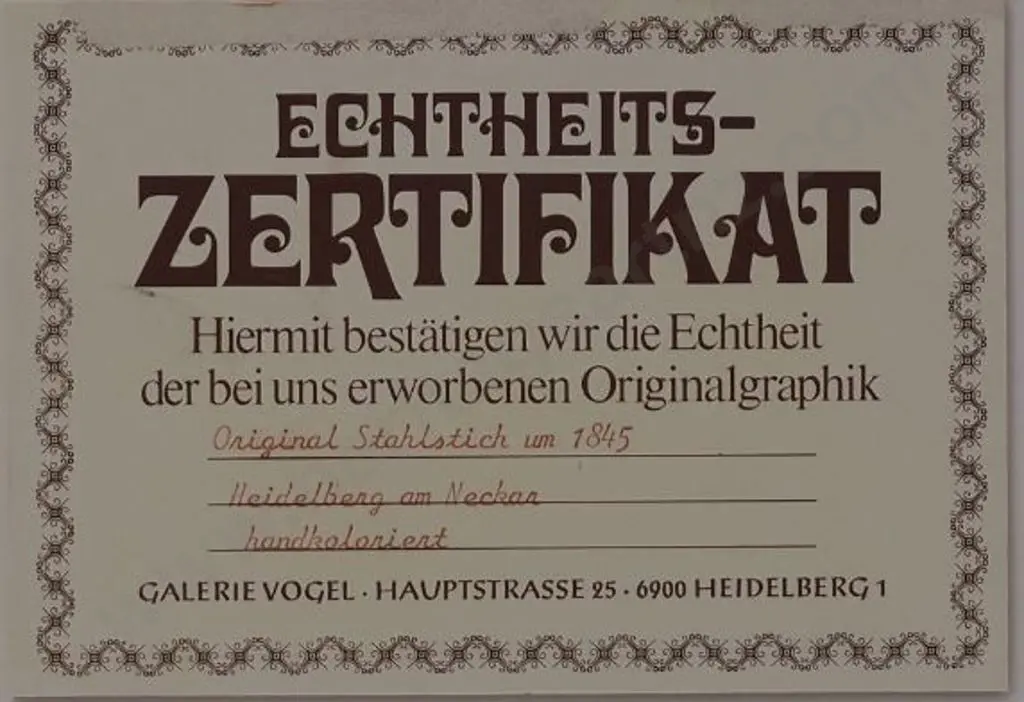 ECHTHEITS-
ZERTIFIKAT
Hiermit bestätigen wir die Echtheit
der bei uns erworbenen Originalgraphik
Original Stahlstich um 1845
Heidelberg am Neckar
handkoloriert
GALERIE VOGEL · HAUPTSTRASSE 25 · 6900 HEIDELBERG 1